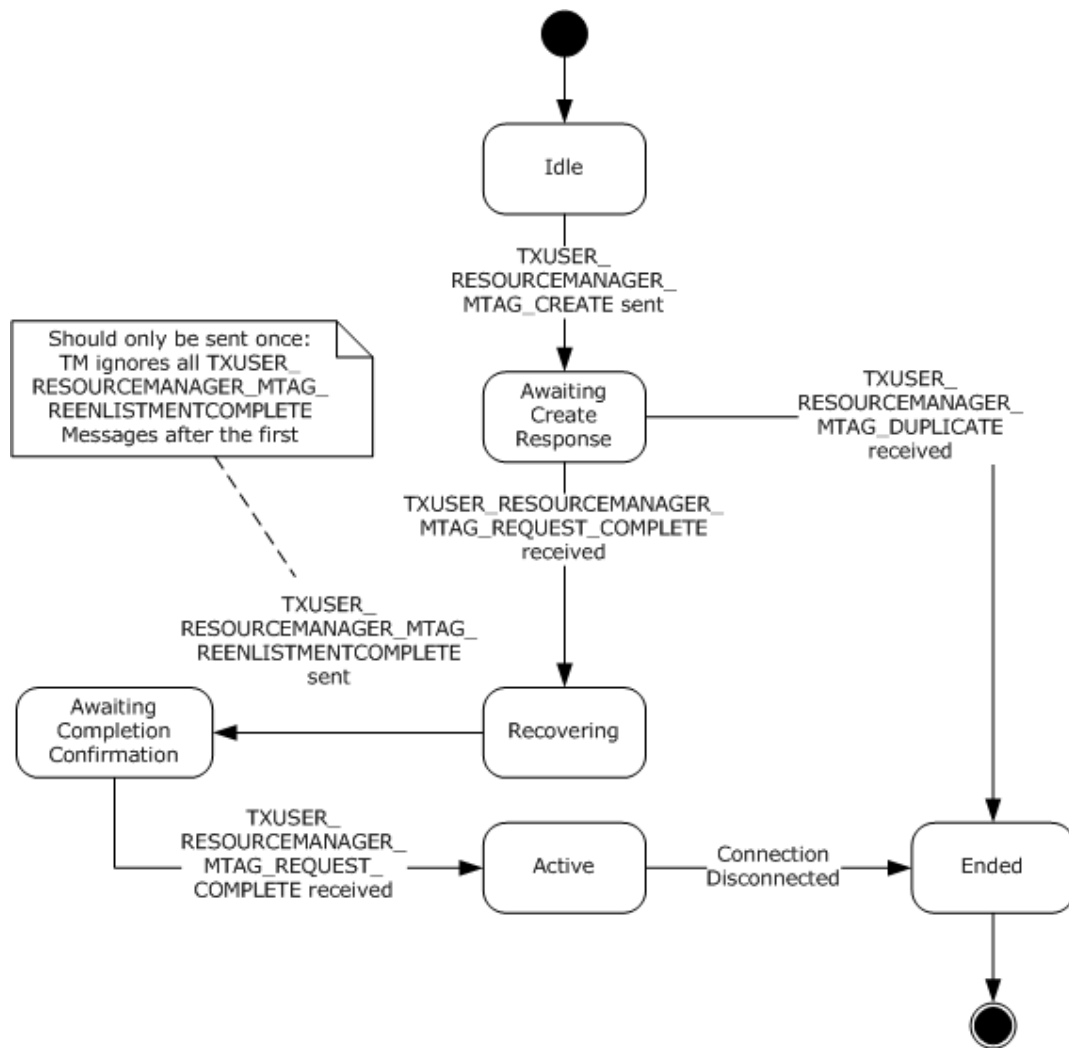 Idle
TXUSER_
RESOURCEMANAGER_
MTAG_CREATE sent
Should only be sent once:
TM ignores all TXUSER_
RESOURCEMANAGER_MTAG_
REENLISTMENTCOMPLETE
Messages after the first
Awaiting
Create
Response
TXUSER_
RESOURCEMANAGER_
MTAG_DUPLICATE
received
TXUSER_RESOURCEMANAGER_
MTAG_REQUEST_COMPLETE
received
TXUSER_
RESOURCEMANAGER_MTAG_
REENLISTMENTCOMPLETE
sent
Awaiting
Completion
Confirmation
Recovering
TXUSER_
RESOURCEMANAGER_
MTAG_REQUEST_
COMPLETE received
Active
Connection
Disconnected
Ended